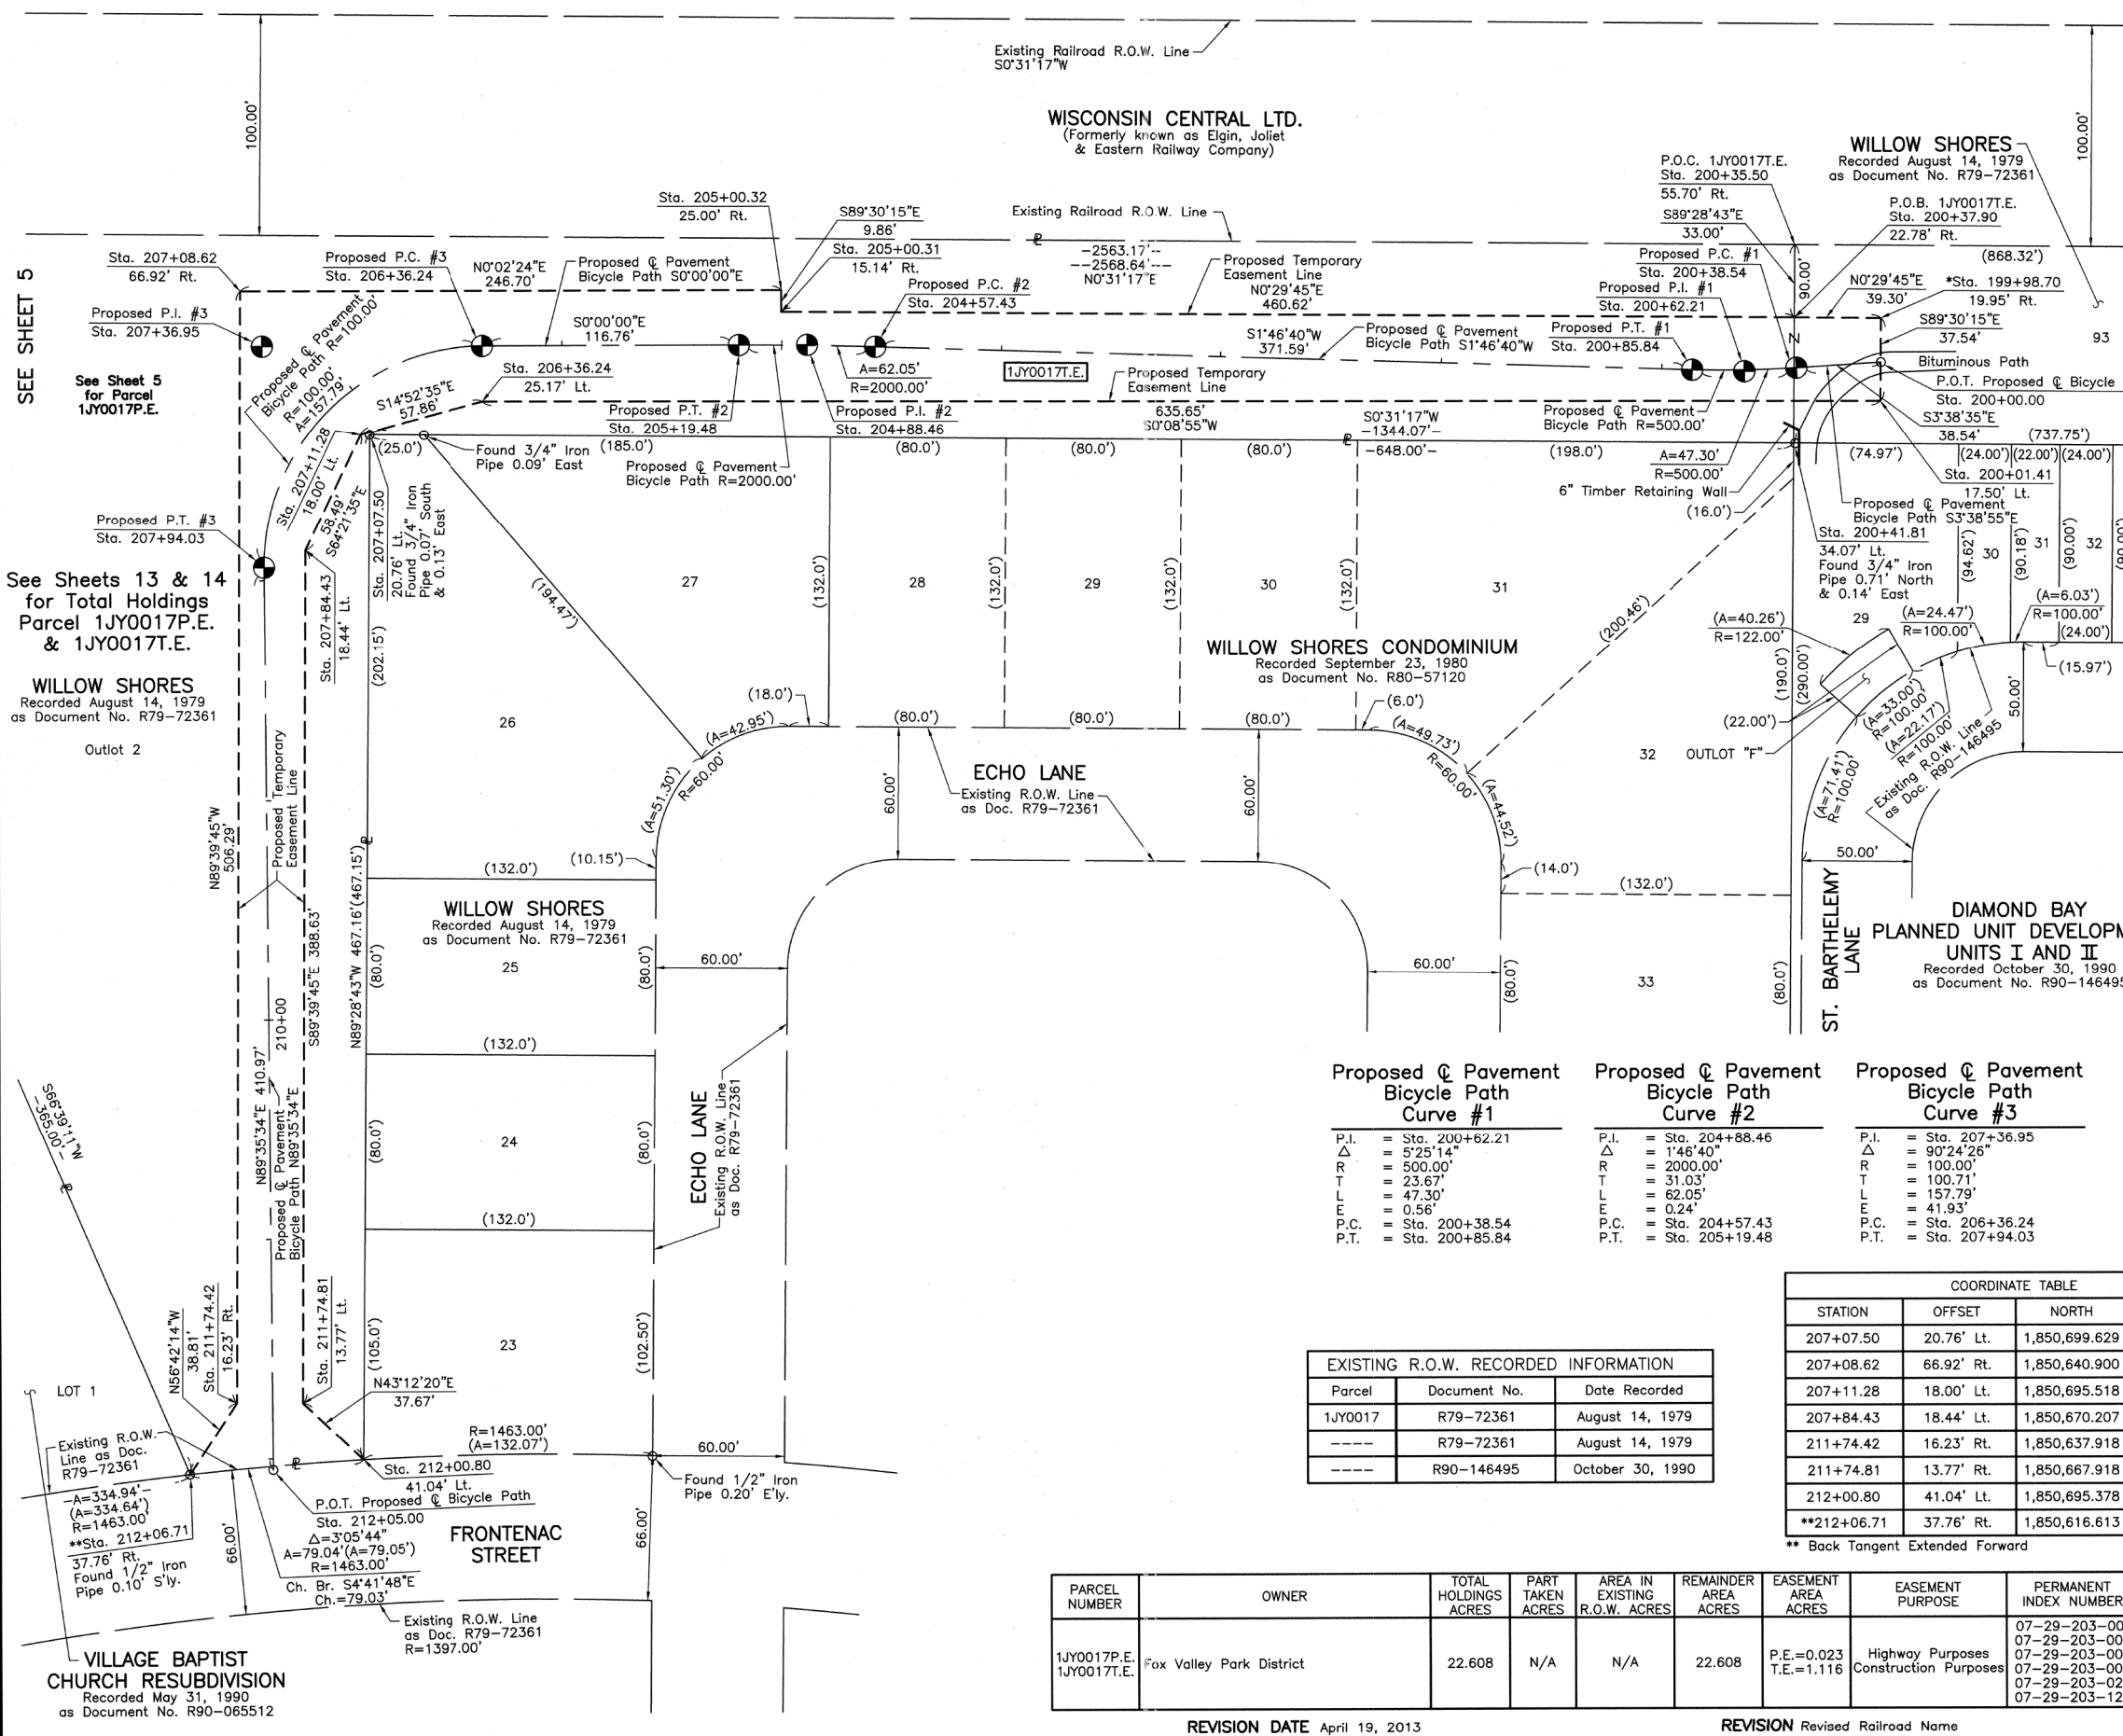 Existing Railroad R.O.W. Line
S0°31'17"W
100.00'
100.00'
WISCONSIN CENTRAL LTD.
(Formerly known as Elgin, Joliet
& Eastern Railway Company)
WILLOW SHORES
Recorded August 14, 1979
as Document No. R79-72361
P.O.C. 1JY0017T.E.
Sta. 200+35.50
55.70' Rt.
S89°28'43"E
33.00'
P.O.B. 1JY0017T.E.
Sta. 200+37.90
22.78' Rt.
(868.32')
90.00'
N0°29'45"E
39.30'
*Sta. 199+98.70
19.95' Rt.
S89°30'15"E
37.54'
93
Bituminous Path
P.O.T. Proposed ℄ Bicycle
Sta. 200+00.00
S3°38'35"E
38.54'
(737.75')
Sta. 205+00.32
25.00' Rt.
S89°30'15"E
9.86'
Sta. 205+00.31
15.14' Rt.
Existing Railroad R.O.W. Line
℄
-2563.17'--
--2568.64'---
N0°31'17"E
Proposed Temporary
Easement Line
N0°29'45"E
460.62'
Proposed P.C. #1
Sta. 200+38.54
Proposed P.I. #1
Sta. 200+62.21
Proposed P.T. #1
Sta. 200+85.84
N
SEE SHEET 5
Sta. 207+08.62
66.92' Rt.
Proposed P.C. #3
Sta. 206+36.24
N0°02'24"E
246.70'
Proposed ℄ Pavement
Bicycle Path S0°00'00"E
Proposed P.C. #2
Sta. 204+57.43
Proposed P.I. #3
Sta. 207+36.95
S0°00'00"E
116.76'
S1°46'40"W
371.59'
Proposed ℄ Pavement
Bicycle Path S1°46'40"W
See Sheet 5
for Parcel
1JY0017P.E.
Proposed ℄ Pavement
Bicycle Path R=100.00'
R=100.00'
A=157.79'
S14°52'35"E
57.86'
Sta. 206+36.24
25.17' Lt.
A=62.05'
R=2000.00'
1JY0017T.E.
Proposed Temporary
Easement Line
Proposed P.T. #2
Sta. 205+19.48
Proposed P.I. #2
Sta. 204+88.46
635.65'
S0°08'55"W
S0°31'17"W
-1344.07'-
-648.00'-
Proposed ℄ Pavement
Bicycle Path R=500.00'
A=47.30'
R=500.00'
6" Timber Retaining Wall
(16.0')
(25.0')
Found 3/4" Iron
Pipe 0.09' East
(185.0')
Proposed ℄ Pavement
Bicycle Path R=2000.00'
(80.0')
(80.0')
(80.0')
(198.0')
(74.97')
(24.00')
(22.00')
(24.00')
Sta. 200+01.41
17.50' Lt.
Proposed ℄ Pavement
Bicycle Path S3°38'55"E
Sta. 200+41.81
34.07' Lt.
Found 3/4" Iron
Pipe 0.71' North
& 0.14' East
(94.62')
30
(90.18')
31
(90.00')
32
(90.00')
Sta. 207+11.28
18.00' Lt.
58.49'
S64°21'35"E
Sta. 207+07.50
20.76' Lt.
Found 3/4" Iron
Pipe 0.07' South
& 0.13' East
Proposed P.T. #3
Sta. 207+94.03
See Sheets 13 & 14
for Total Holdings
Parcel 1JY0017P.E.
& 1JY0017T.E.
Sta. 207+84.43
18.44' Lt.
(202.15')
(194.47')
27
(132.0')
28
(132.0')
29
(132.0')
30
(132.0')
31
(200.46')
(A=40.26')
R=122.00'
29
(A=24.47')
R=100.00'
(A=6.03')
R=100.00'
(24.00')
(15.97')
(190.0')
(290.00')
50.00'
(22.00')
(A=33.00')
R=100.00'
(A=22.17')
R=100.00'
Existing R.O.W. Line
as Doc. R90-146495
32
OUTLOT "F"
(A=71.41')
R=100.00'
50.00'
WILLOW SHORES CONDOMINIUM
Recorded September 23, 1980
as Document No. R80-57120
WILLOW SHORES
Recorded August 14, 1979
as Document No. R79-72361
Outlot 2
26
(18.0')
(A=42.95')
R=60.00'
(A=51.30')
(80.0')
(80.0')
(80.0')
(6.0')
(A=49.73')
R=60.00'
(A=44.52')
60.00'
ECHO LANE
Existing R.O.W. Line
as Doc. R79-72361
60.00'
(10.15')
(14.0')
(132.0')
(132.0')
N89°39'45"W
506.29'
Proposed Temporary
Easement Line
S89°39'45"E 388.63'
N89°28'43"W 467.16'(467.15')
WILLOW SHORES
Recorded August 14, 1979
as Document No. R79-72361
25
(80.0')
(80.0')
60.00'
60.00'
(80.0')
33
(80.0')
ST. BARTHELEMY
LANE
DIAMOND BAY
PLANNED UNIT DEVELOPM
UNITS I AND II
Recorded October 30, 1990
as Document No. R90-146495
210+00
N89°35'34"E 410.97'
Proposed ℄ Pavement
Bicycle Path N89°35'34"E
(132.0')
24
(80.0')
(80.0')
(132.0')
ECHO LANE
Existing R.O.W. Line
as Doc. R79-72361
S66°39'11"W
-365.00'-
23
(105.0')
(102.50')
N56°42'14"W
38.81'
Sta. 211+74.42
16.23' Rt.
Sta. 211+74.81
13.77' Lt.
N43°12'20"E
37.67'
LOT 1
Existing R.O.W.
Line as Doc.
R79-72361
R=1463.00'
(A=132.07')
60.00'
Sta. 212+00.80
41.04' Lt.
Found 1/2" Iron
Pipe 0.20' E'ly.
-A=334.94'-
(A=334.64')
R=1463.00'
**Sta. 212+06.71
37.76' Rt.
Found 1/2" Iron
Pipe 0.10' S'ly.
66.00'
P.O.T. Proposed ℄ Bicycle Path
Sta. 212+05.00
Δ=3°05'44"
A=79.04'(A=79.05')
R=1463.00'
Ch. Br. S4°41'48"E
Ch.=79.03'
FRONTENAC
STREET
66.00'
Existing R.O.W. Line
as Doc. R79-72361
R=1397.00'
VILLAGE BAPTIST
CHURCH RESUBDIVISION
Recorded May 31, 1990
as Document No. R90-065512
Proposed ℄ Pavement
Bicycle Path
Curve #1
P.I. = Sta. 200+62.21
Δ = 5°25'14"
R = 500.00'
T = 23.67'
L = 47.30'
E = 0.56'
P.C. = Sta. 200+38.54
P.T. = Sta. 200+85.84
Proposed ℄ Pavement
Bicycle Path
Curve #2
P.I. = Sta. 204+88.46
Δ = 1°46'40"
R = 2000.00'
T = 31.03'
L = 62.05'
E = 0.24'
P.C. = Sta. 204+57.43
P.T. = Sta. 205+19.48
Proposed ℄ Pavement
Bicycle Path
Curve #3
P.I. = Sta. 207+36.95
Δ = 90°24'26"
R = 100.00'
T = 100.71'
L = 157.79'
E = 41.93'
P.C. = Sta. 206+36.24
P.T. = Sta. 207+94.03
COORDINATE TABLE
STATION OFFSET NORTH
207+07.50 20.76' Lt. 1,850,699.629
207+08.62 66.92' Rt. 1,850,640.900
207+11.28 18.00' Lt. 1,850,695.518
207+84.43 18.44' Lt. 1,850,670.207
211+74.42 16.23' Rt. 1,850,637.918
211+74.81 13.77' Rt. 1,850,667.918
212+00.80 41.04' Lt. 1,850,695.378
**212+06.71 37.76' Rt. 1,850,616.613
** Back Tangent Extended Forward
EXISTING R.O.W. RECORDED INFORMATION
Parcel Document No. Date Recorded
1JY0017 R79-72361 August 14, 1979
---- R79-72361 August 14, 1979
---- R90-146495 October 30, 1990
PARCEL NUMBER OWNER TOTAL HOLDINGS ACRES PART TAKEN ACRES AREA IN EXISTING R.O.W. ACRES REMAINDER AREA ACRES EASEMENT AREA ACRES EASEMENT PURPOSE PERMANENT INDEX NUMBER
1JY0017P.E.
1JY0017T.E.
Fox Valley Park District 22.608 N/A N/A 22.608
P.E.=0.023
T.E.=1.116
Highway Purposes
Construction Purposes
07-29-203-00
07-29-203-00
07-29-203-00
07-29-203-00
07-29-203-02
07-29-203-12
REVISION DATE April 19, 2013
REVISION Revised Railroad Name